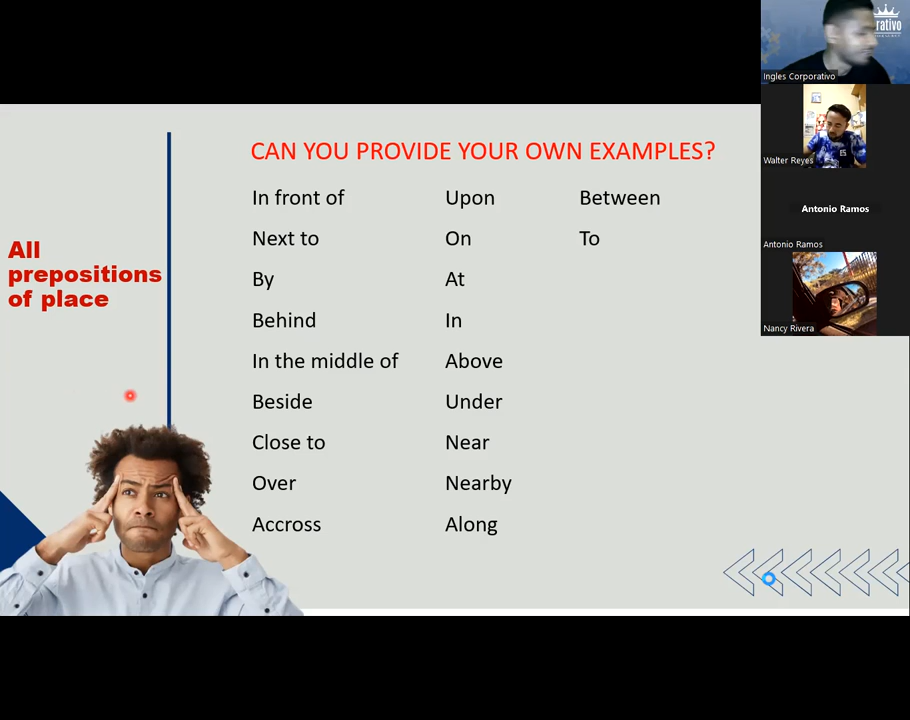 CAN YOU PROVIDE YOUR OWN EXAMPLES?
All
prepositions
of place
In front of
Next to
By
Behind
In the middle of
Beside
Close to
Over
Accross
Upon
On
At
In
Above
Under
Near
Nearby
Along
Between
To
rativo
Ingles Corporativo
Walter Reyes
Antonio Ramos
Antonio Ramos
Nancy Rivera